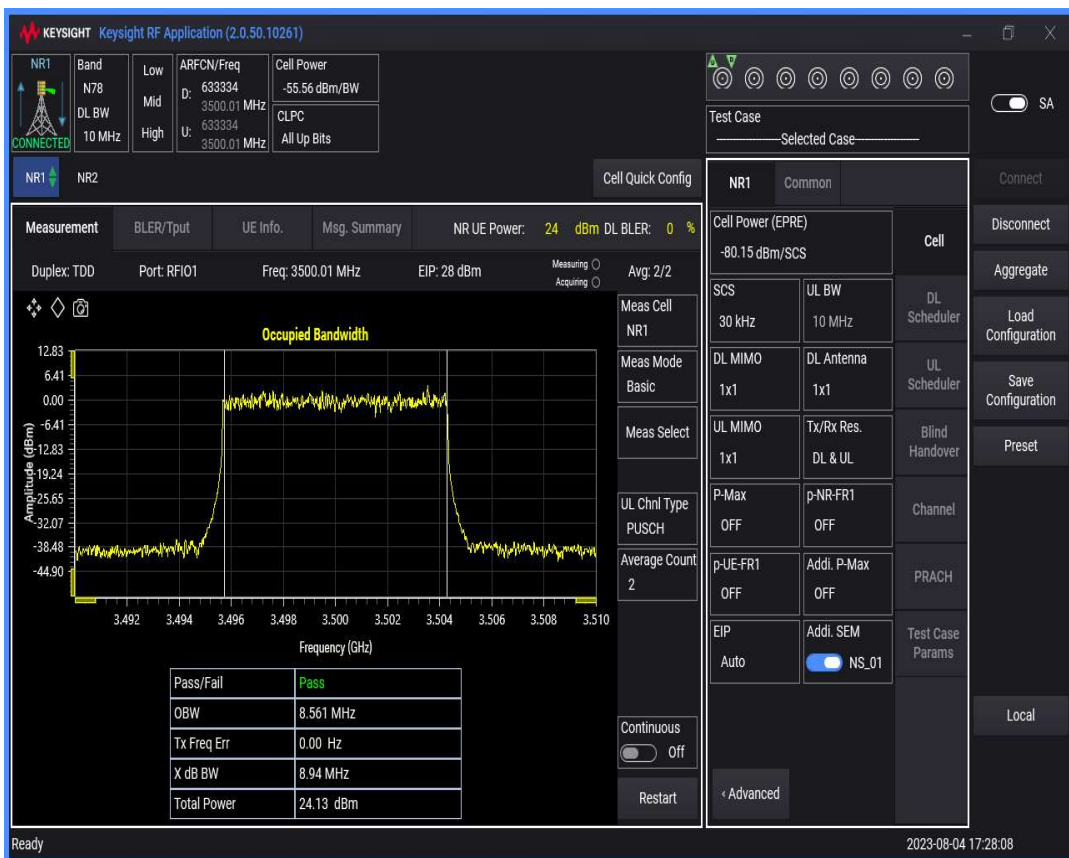 KEYSIGHT Keysight RF Application (2.0.50.10261)
NR1
CONNECTED
Band
N78
DL BW
10 MHz
Low
Mid
High
ARFCN/Freq
D: 633334
3500.01 MHz
U: 633334
3500.01 MHz
Cell Power
-55.56 dBm/BW
CLPC
All Up Bits
Test Case
Selected Case
SA
NR1
NR2
Cell Quick Config
Measurement
BLER/Tput
UE Info.
Msg. Summary
NR UE Power: 24 dBm DL BLER: 0 %
Duplex: TDD
Port: RFIO1
Freq: 3500.01 MHz
EIP: 28 dBm
Measuring
Acquiring
Avg: 2/2
Occupied Bandwidth
12.83
6.41
0.00
-6.41
-12.83
-19.24
-25.65
-32.07
-38.48
-44.90
Amplitude (dBm)
3.492 3.494 3.496 3.498 3.500 3.502 3.504 3.506 3.508 3.510
Frequency (GHz)
Pass/Fail Pass
OBW 8.561 MHz
Tx Freq Err 0.00 Hz
X dB BW 8.94 MHz
Total Power 24.13 dBm
Meas Cell
NR1
Meas Mode
Basic
Meas Select
UL Chnl Type
PUSCH
Average Count
2
Continuous
Off
Restart
NR1
Common
Cell Power (EPRE)
-80.15 dBm/SCS
SCS
30 kHz
UL BW
10 MHz
DL MIMO
1x1
DL Antenna
1x1
UL MIMO
1x1
Tx/Rx Res.
DL & UL
P-Max
OFF
p-NR-FR1
OFF
p-UE-FR1
OFF
Addi. P-Max
OFF
EIP
Auto
Addi. SEM
NS_01
‹ Advanced
Cell
DL
Scheduler
UL
Scheduler
Blind
Handover
Channel
PRACH
Test Case
Params
Connect
Disconnect
Aggregate
Load
Configuration
Save
Configuration
Preset
Local
Ready
2023-08-04 17:28:08